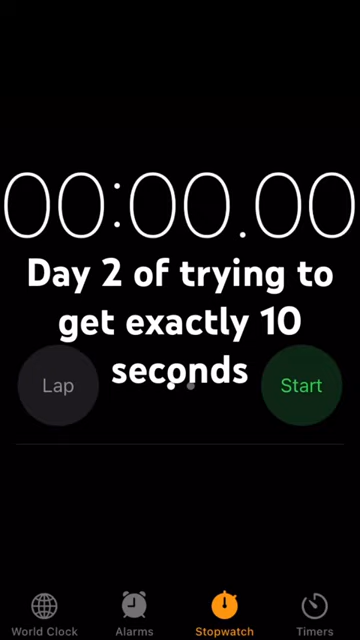 00:00.00
Day 2 of trying to
get exactly 10
seconds
Lap
Start
World Clock
Alarms
Stopwatch
Timers